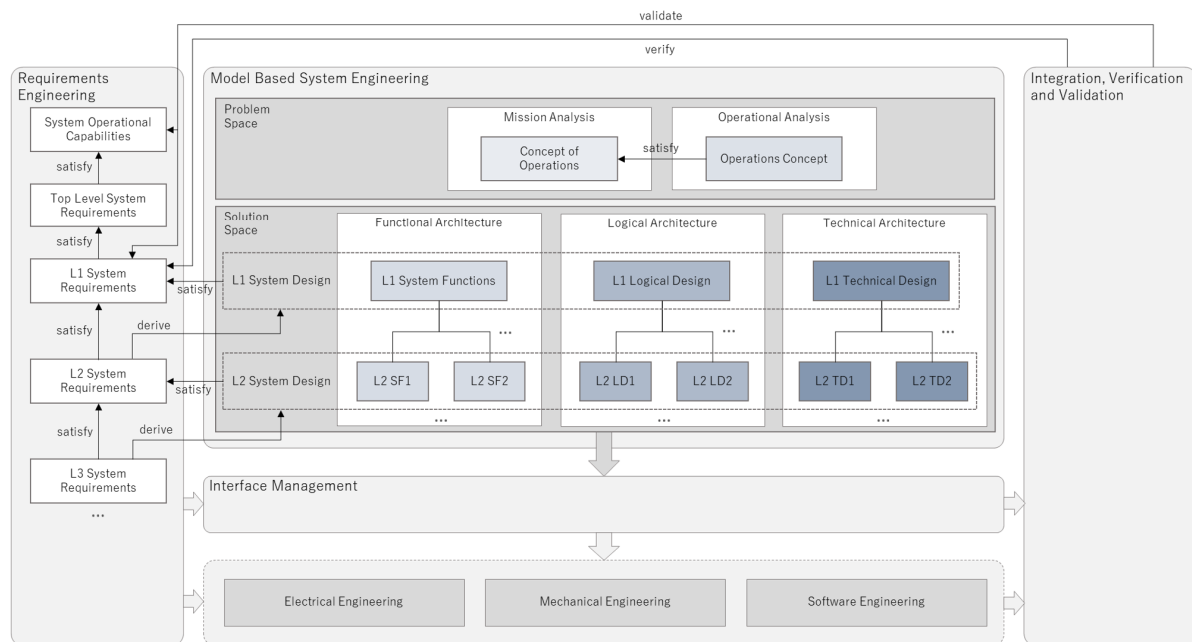 validate
verify
Requirements
Engineering
System Operational
Capabilities
satisfy
Top Level System
Requirements
satisfy
L1 System
Requirements
satisfy
satisfy
derive
L2 System
Requirements
satisfy
satisfy
derive
L3 System
Requirements
...
Model Based System Engineering
Problem
Space
Mission Analysis
Concept of
Operations
satisfy
Operational Analysis
Operations Concept
Solution
Space
Functional Architecture
Logical Architecture
Technical Architecture
L1 System Design
L1 System Functions
L1 Logical Design
L1 Technical Design
...
...
...
L2 System Design
L2 SF1
L2 SF2
L2 LD1
L2 LD2
L2 TD1
L2 TD2
...
...
...
Interface Management
Electrical Engineering
Mechanical Engineering
Software Engineering
Integration, Verification
and Validation